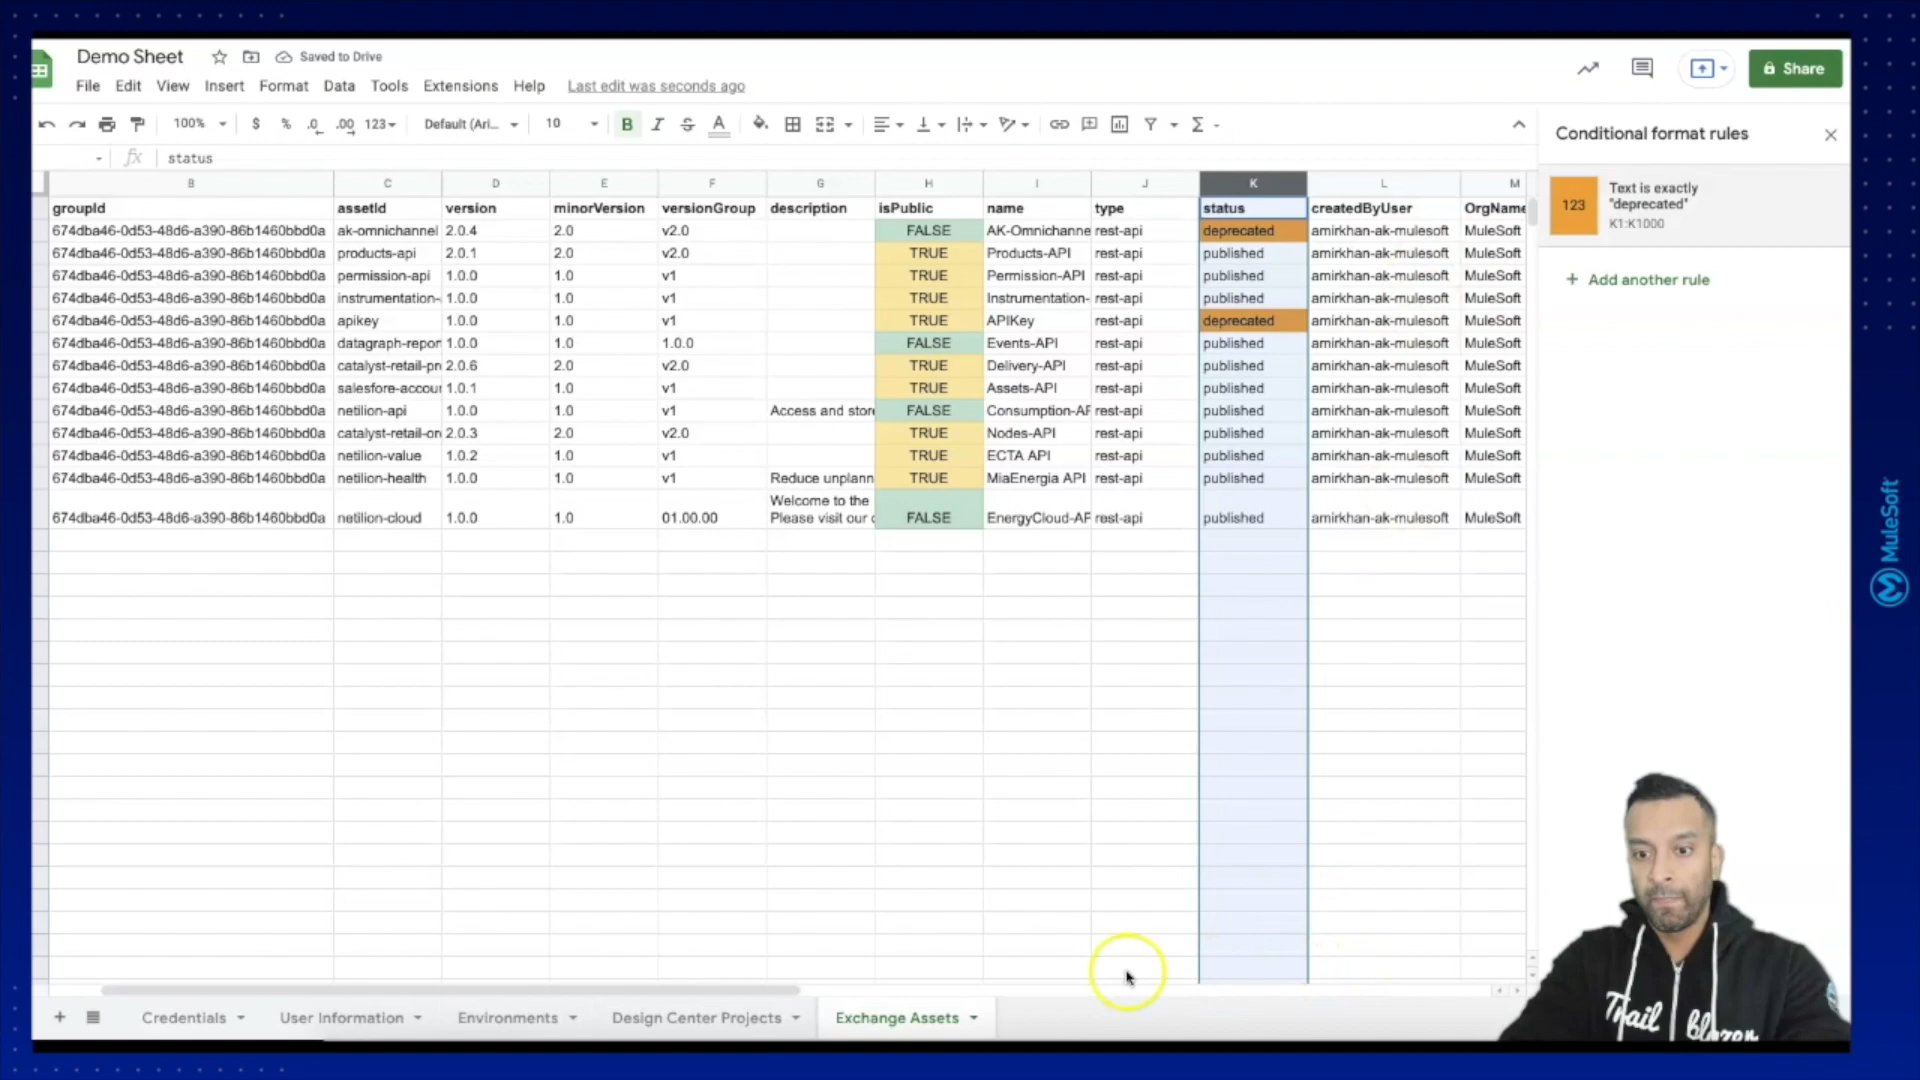 Demo Sheet Saved to Drive
File Edit View Insert Format Data Tools Extensions Help Last edit was seconds ago
Share
100% $ % .0 .00 123 Default (Ari... 10 B I S A Σ
Conditional format rules
fx status
B C D E F G H I J K L M
groupId assetId version minorVersion versionGroup description isPublic name type status createdByUser OrgName
674dba46-0d53-48d6-a390-86b1460bbd0a ak-omnichannel 2.0.4 2.0 v2.0 FALSE AK-Omnichanne rest-api deprecated amirkhan-ak-mulesoft MuleSoft
674dba46-0d53-48d6-a390-86b1460bbd0a products-api 2.0.1 2.0 v2.0 TRUE Products-API rest-api published amirkhan-ak-mulesoft MuleSoft
674dba46-0d53-48d6-a390-86b1460bbd0a permission-api 1.0.0 1.0 v1 TRUE Permission-API rest-api published amirkhan-ak-mulesoft MuleSoft
674dba46-0d53-48d6-a390-86b1460bbd0a instrumentation- 1.0.0 1.0 v1 TRUE Instrumentation- rest-api published amirkhan-ak-mulesoft MuleSoft
674dba46-0d53-48d6-a390-86b1460bbd0a apikey 1.0.0 1.0 v1 TRUE APIKey rest-api deprecated amirkhan-ak-mulesoft MuleSoft
674dba46-0d53-48d6-a390-86b1460bbd0a datagraph-repor 1.0.0 1.0 1.0.0 FALSE Events-API rest-api published amirkhan-ak-mulesoft MuleSoft
674dba46-0d53-48d6-a390-86b1460bbd0a catalyst-retail-pr 2.0.6 2.0 v2.0 TRUE Delivery-API rest-api published amirkhan-ak-mulesoft MuleSoft
674dba46-0d53-48d6-a390-86b1460bbd0a salesfore-accour 1.0.1 1.0 v1 TRUE Assets-API rest-api published amirkhan-ak-mulesoft MuleSoft
674dba46-0d53-48d6-a390-86b1460bbd0a netilion-api 1.0.0 1.0 v1 Access and store FALSE Consumption-AF rest-api published amirkhan-ak-mulesoft MuleSoft
674dba46-0d53-48d6-a390-86b1460bbd0a catalyst-retail-or 2.0.3 2.0 v2.0 TRUE Nodes-API rest-api published amirkhan-ak-mulesoft MuleSoft
674dba46-0d53-48d6-a390-86b1460bbd0a netilion-value 1.0.2 1.0 v1 TRUE ECTA API rest-api published amirkhan-ak-mulesoft MuleSoft
674dba46-0d53-48d6-a390-86b1460bbd0a netilion-health 1.0.0 1.0 v1 Reduce unplann TRUE MiaEnergia API rest-api published amirkhan-ak-mulesoft MuleSoft
Welcome to the
674dba46-0d53-48d6-a390-86b1460bbd0a netilion-cloud 1.0.0 1.0 01.00.00 Please visit our c FALSE EnergyCloud-AF rest-api published amirkhan-ak-mulesoft MuleSoft
123 Text is exactly
"deprecated"
K1:K1000
+ Add another rule
MuleSoft
Trail
blazer
+ Credentials User Information Environments Design Center Projects Exchange Assets